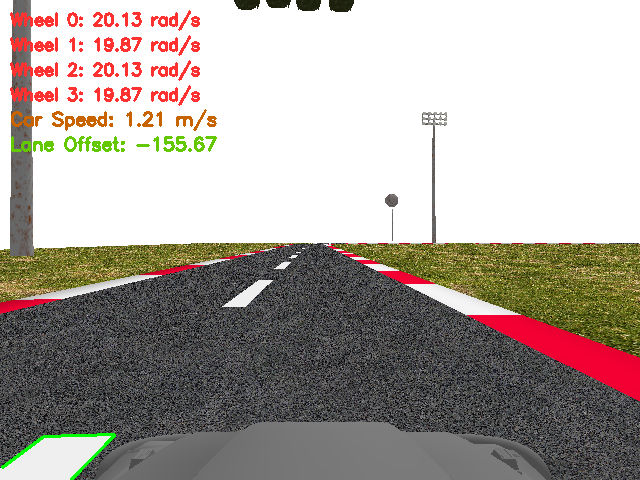 Wheel 0: 20.13 rad/s
Wheel 1: 19.87 rad/s
Wheel 2: 20.13 rad/s
Wheel 3: 19.87 rad/s
Car Speed: 1.21 m/s
Lane Offset: -155.67